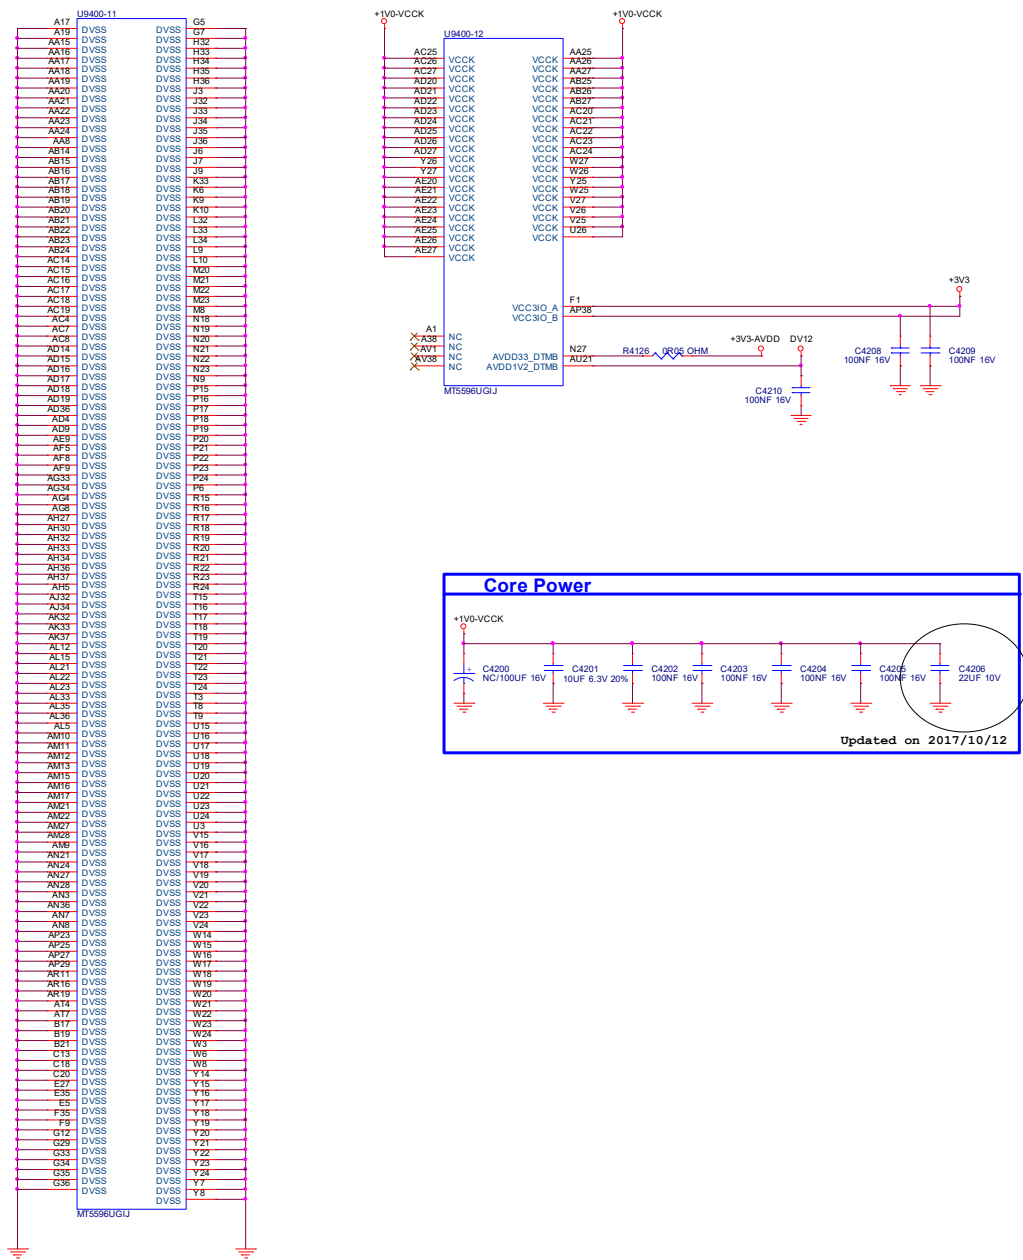 U9400-11
A17 DVSS DVSS G5
A19 DVSS DVSS G7
AA15 DVSS DVSS H32
AA16 DVSS DVSS H33
AA17 DVSS DVSS H34
AA18 DVSS DVSS H35
AA19 DVSS DVSS H36
AA20 DVSS DVSS J3
AA21 DVSS DVSS J32
AA22 DVSS DVSS J33
AA23 DVSS DVSS J34
AA24 DVSS DVSS J35
AA8 DVSS DVSS J36
AB14 DVSS DVSS J6
AB15 DVSS DVSS J7
AB16 DVSS DVSS J9
AB17 DVSS DVSS K33
AB18 DVSS DVSS K6
AB19 DVSS DVSS K9
AB20 DVSS DVSS K10
AB21 DVSS DVSS L32
AB22 DVSS DVSS L33
AB23 DVSS DVSS L34
AB24 DVSS DVSS L9
AC14 DVSS DVSS L10
AC15 DVSS DVSS M20
AC16 DVSS DVSS M21
AC17 DVSS DVSS M22
AC18 DVSS DVSS M23
AC19 DVSS DVSS M8
AC4 DVSS DVSS N18
AC7 DVSS DVSS N19
AC8 DVSS DVSS N20
AD14 DVSS DVSS N21
AD15 DVSS DVSS N22
AD16 DVSS DVSS N23
AD17 DVSS DVSS N9
AD18 DVSS DVSS P15
AD19 DVSS DVSS P16
AD36 DVSS DVSS P17
AD4 DVSS DVSS P18
AD9 DVSS DVSS P19
AE9 DVSS DVSS P20
AF5 DVSS DVSS P21
AF8 DVSS DVSS P22
AF9 DVSS DVSS P23
AG33 DVSS DVSS P24
AG34 DVSS DVSS P6
AG4 DVSS DVSS R15
AG8 DVSS DVSS R16
AH27 DVSS DVSS R17
AH30 DVSS DVSS R18
AH32 DVSS DVSS R19
AH33 DVSS DVSS R20
AH34 DVSS DVSS R21
AH36 DVSS DVSS R22
AH37 DVSS DVSS R23
AH5 DVSS DVSS R24
AJ32 DVSS DVSS T15
AJ34 DVSS DVSS T16
AK32 DVSS DVSS T17
AK33 DVSS DVSS T18
AK37 DVSS DVSS T19
AL12 DVSS DVSS T20
AL15 DVSS DVSS T21
AL21 DVSS DVSS T22
AL22 DVSS DVSS T23
AL23 DVSS DVSS T24
AL33 DVSS DVSS T3
AL35 DVSS DVSS T8
AL36 DVSS DVSS T9
AL5 DVSS DVSS U15
AM10 DVSS DVSS U16
AM11 DVSS DVSS U17
AM12 DVSS DVSS U18
AM13 DVSS DVSS U19
AM15 DVSS DVSS U20
AM16 DVSS DVSS U21
AM17 DVSS DVSS U22
AM21 DVSS DVSS U23
AM22 DVSS DVSS U24
AM27 DVSS DVSS U3
AM28 DVSS DVSS V15
AM9 DVSS DVSS V16
AN21 DVSS DVSS V17
AN24 DVSS DVSS V18
AN27 DVSS DVSS V19
AN28 DVSS DVSS V20
AN3 DVSS DVSS V21
AN36 DVSS DVSS V22
AN7 DVSS DVSS V23
AN8 DVSS DVSS V24
AP23 DVSS DVSS W14
AP25 DVSS DVSS W15
AP27 DVSS DVSS W16
AP29 DVSS DVSS W17
AR11 DVSS DVSS W18
AR16 DVSS DVSS W19
AR19 DVSS DVSS W20
AT4 DVSS DVSS W21
AT7 DVSS DVSS W22
B17 DVSS DVSS W23
B19 DVSS DVSS W24
B21 DVSS DVSS W3
C13 DVSS DVSS W6
C18 DVSS DVSS W8
C20 DVSS DVSS Y14
E27 DVSS DVSS Y15
E35 DVSS DVSS Y16
E5 DVSS DVSS Y17
F35 DVSS DVSS Y18
F9 DVSS DVSS Y19
G12 DVSS DVSS Y20
G29 DVSS DVSS Y21
G33 DVSS DVSS Y22
G34 DVSS DVSS Y23
G35 DVSS DVSS Y24
G36 DVSS DVSS Y7
DVSS Y8
MT5596UGIJ
+1V0-VCCK +1V0-VCCK
U9400-12
AC25 VCCK VCCK AA25
AC26 VCCK VCCK AA26
AC27 VCCK VCCK AA27
AD20 VCCK VCCK AB25
AD21 VCCK VCCK AB26
AD22 VCCK VCCK AB27
AD23 VCCK VCCK AC20
AD24 VCCK VCCK AC21
AD25 VCCK VCCK AC22
AD26 VCCK VCCK AC23
AD27 VCCK VCCK AC24
Y26 VCCK VCCK W27
Y27 VCCK VCCK W26
AE20 VCCK VCCK Y25
AE21 VCCK VCCK W25
AE22 VCCK VCCK V27
AE23 VCCK VCCK V26
AE24 VCCK VCCK V25
AE25 VCCK VCCK U26
AE26 VCCK
AE27 VCCK
VCC3IO_A F1
VCC3IO_B AP38
+3V3
A1 NC
A38 NC
AV1 NC AVDD33_DTMB N27
AV38 NC AVDD1V2_DTMB AU21
MT5596UGIJ
R4126 0R05 OHM
+3V3-AVDD DV12
C4210
100NF 16V
C4208
100NF 16V
C4209
100NF 16V
Core Power
+1V0-VCCK
+
C4200
NC/100UF 16V
C4201
10UF 6.3V 20%
C4202
100NF 16V
C4203
100NF 16V
C4204
100NF 16V
C4205
100NF 16V
C4206
22UF 10V
Updated on 2017/10/12